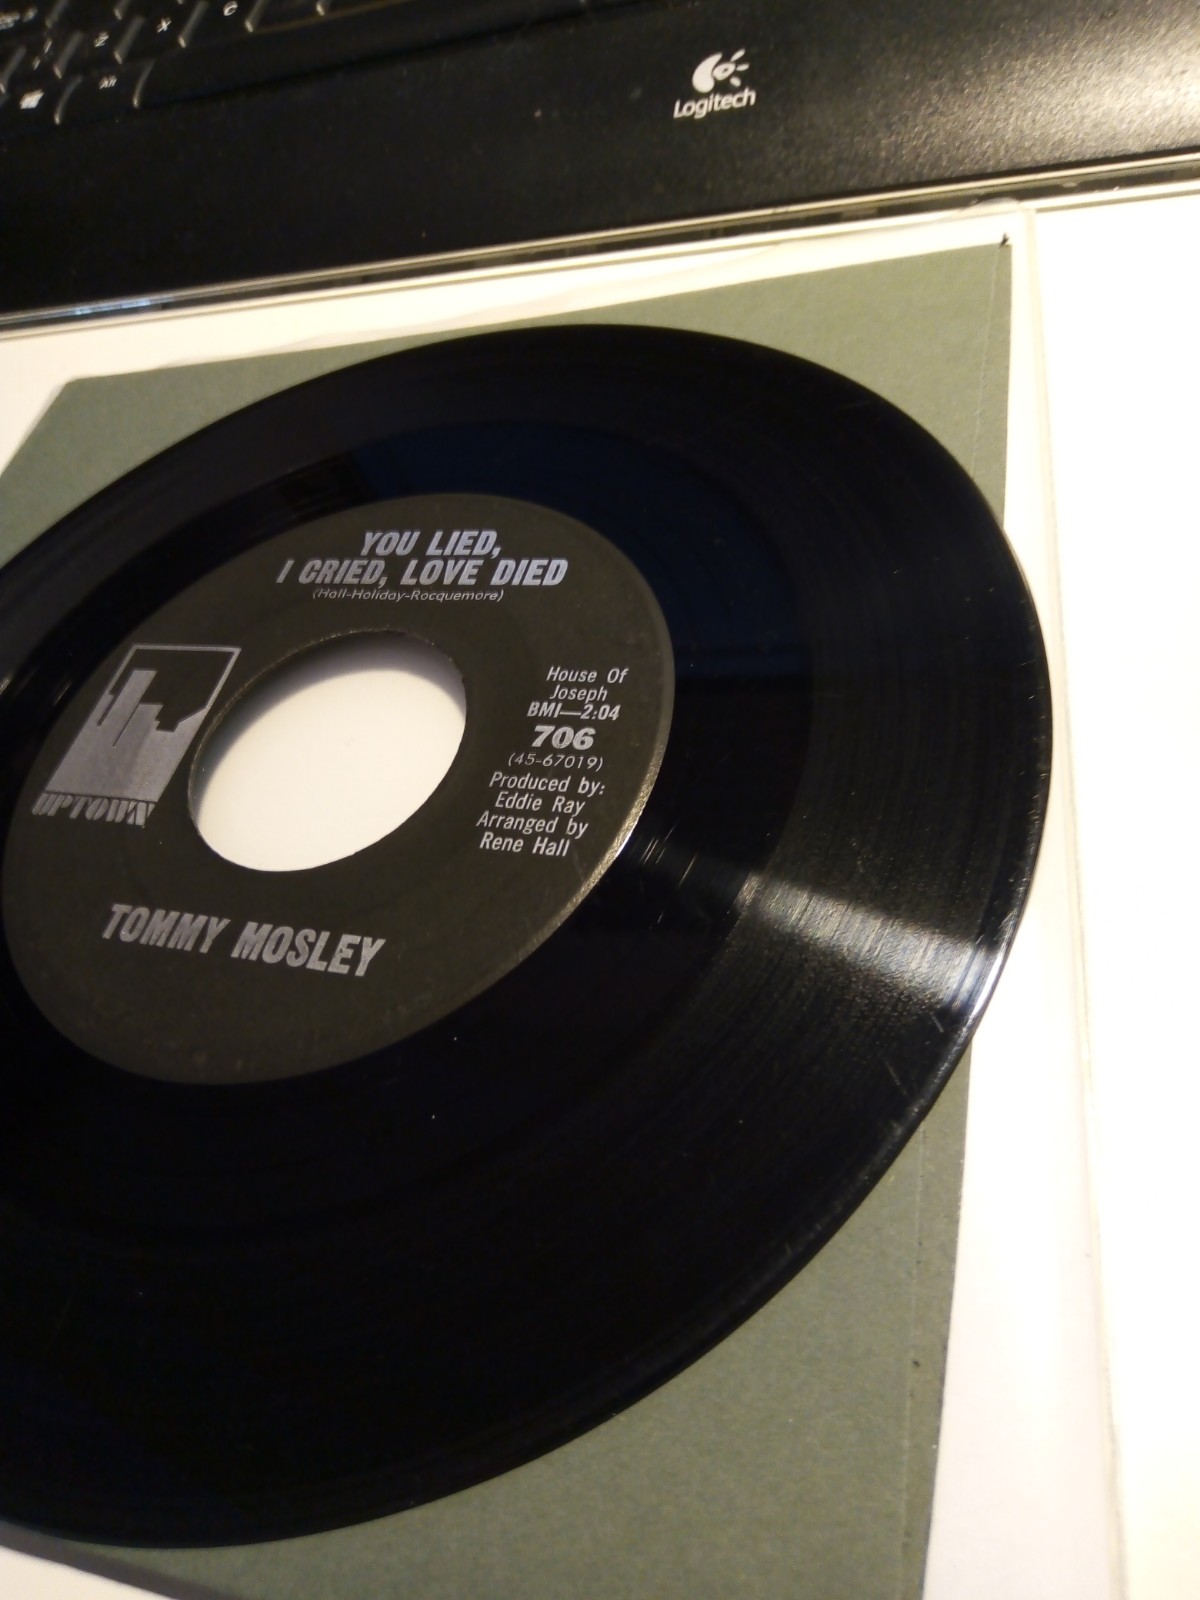 Z
X
C
Alt
Logitech
YOU LIED,
I CRIED, LOVE DIED
(Hall-Holiday-Rocquemore)
House Of
Joseph
BMI—2:04
706
(45-67019)
Produced by:
Eddie Ray
Arranged by
Rene Hall
UPTOWN
TOMMY MOSLEY